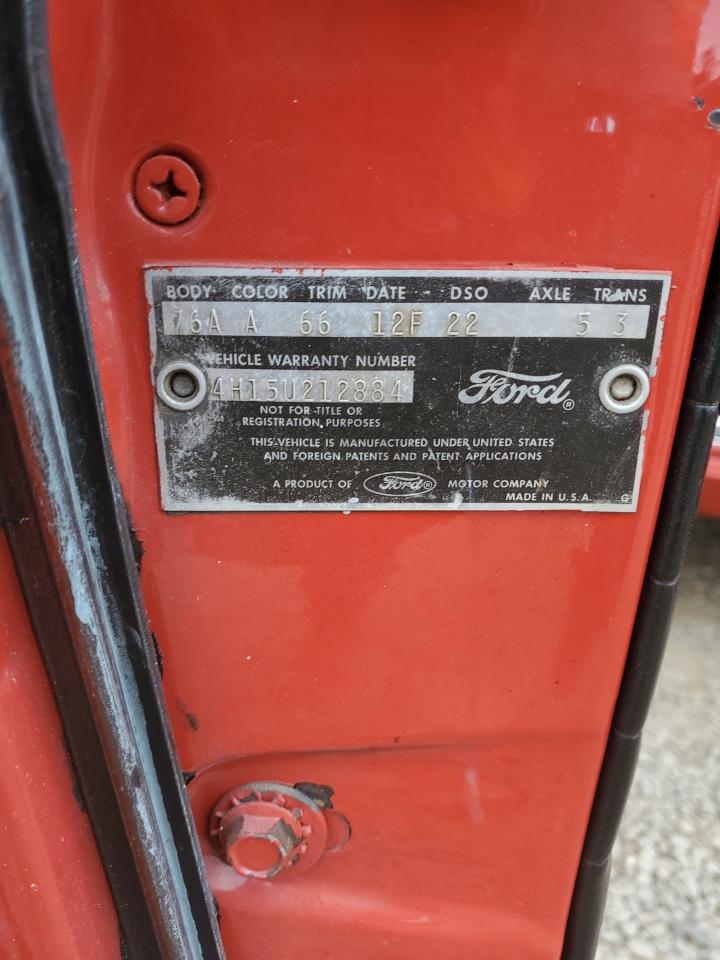 BODY COLOR TRIM DATE DSO AXLE TRANS
76A A 66 12F 22 5 3
VEHICLE WARRANTY NUMBER
4H15U212884
Ford®
NOT FOR TITLE OR
REGISTRATION PURPOSES
THIS VEHICLE IS MANUFACTURED UNDER UNITED STATES
AND FOREIGN PATENTS AND PATENT APPLICATIONS
A PRODUCT OF Ford® MOTOR COMPANY
MADE IN U.S.A. G